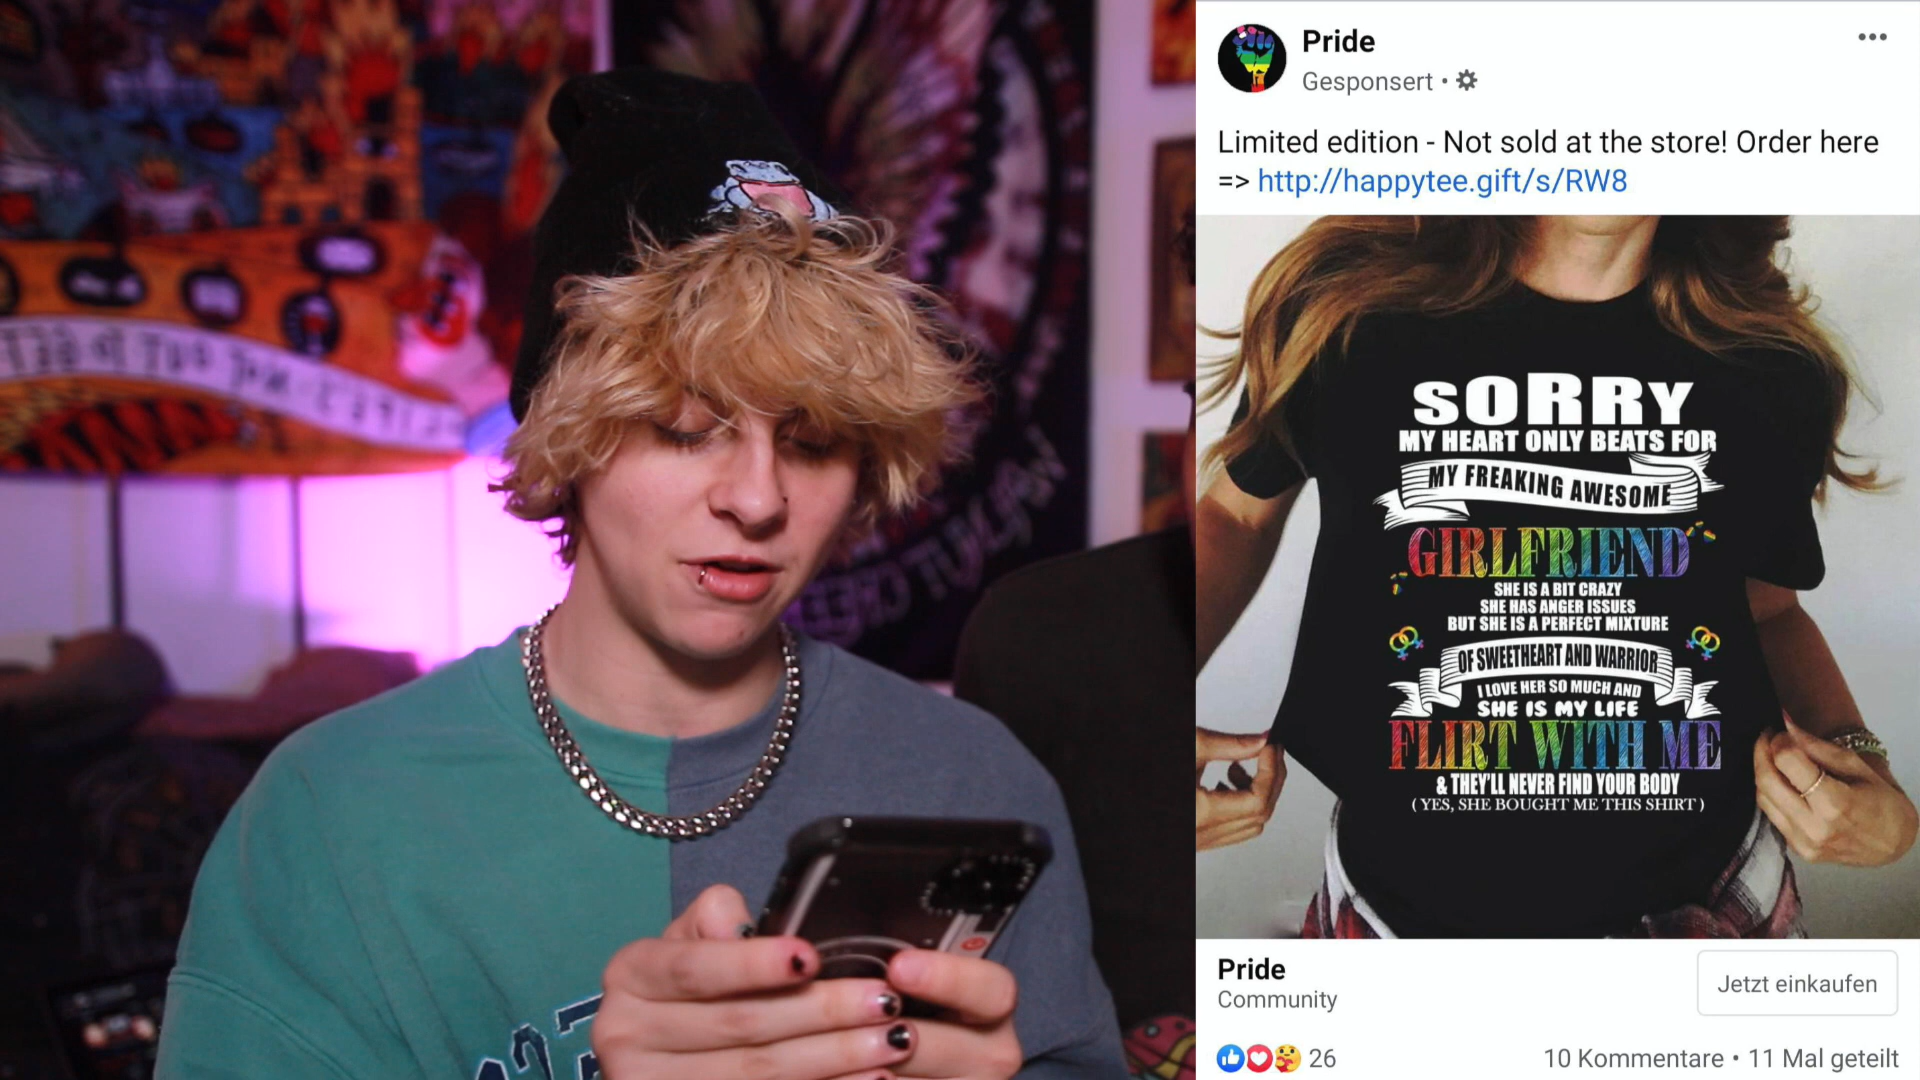 Pride
Gesponsert •
Limited edition - Not sold at the store! Order here
=> http://happytee.gift/s/RW8
SORRY
MY HEART ONLY BEATS FOR
MY FREAKING AWESOME
GIRLFRIEND
SHE IS A BIT CRAZY
SHE HAS ANGER ISSUES
BUT SHE IS A PERFECT MIXTURE
OF SWEETHEART AND WARRIOR
I LOVE HER SO MUCH AND
SHE IS MY LIFE
FLIRT WITH ME
& THEY'LL NEVER FIND YOUR BODY
( YES, SHE BOUGHT ME THIS SHIRT )
Pride
Community
Jetzt einkaufen
26
10 Kommentare • 11 Mal geteilt